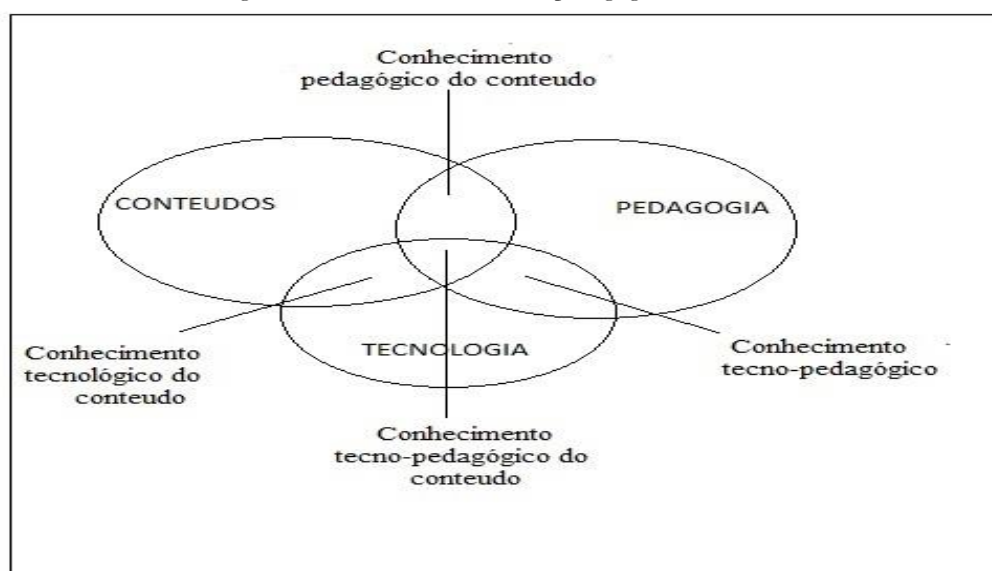 Conhecimento
pedagógico do conteudo
CONTEUDOS
PEDAGOGIA
TECNOLOGIA
Conhecimento
tecnológico do
conteudo
Conhecimento
tecno-pedagógico
Conhecimento
tecno-pedagógico do
conteudo